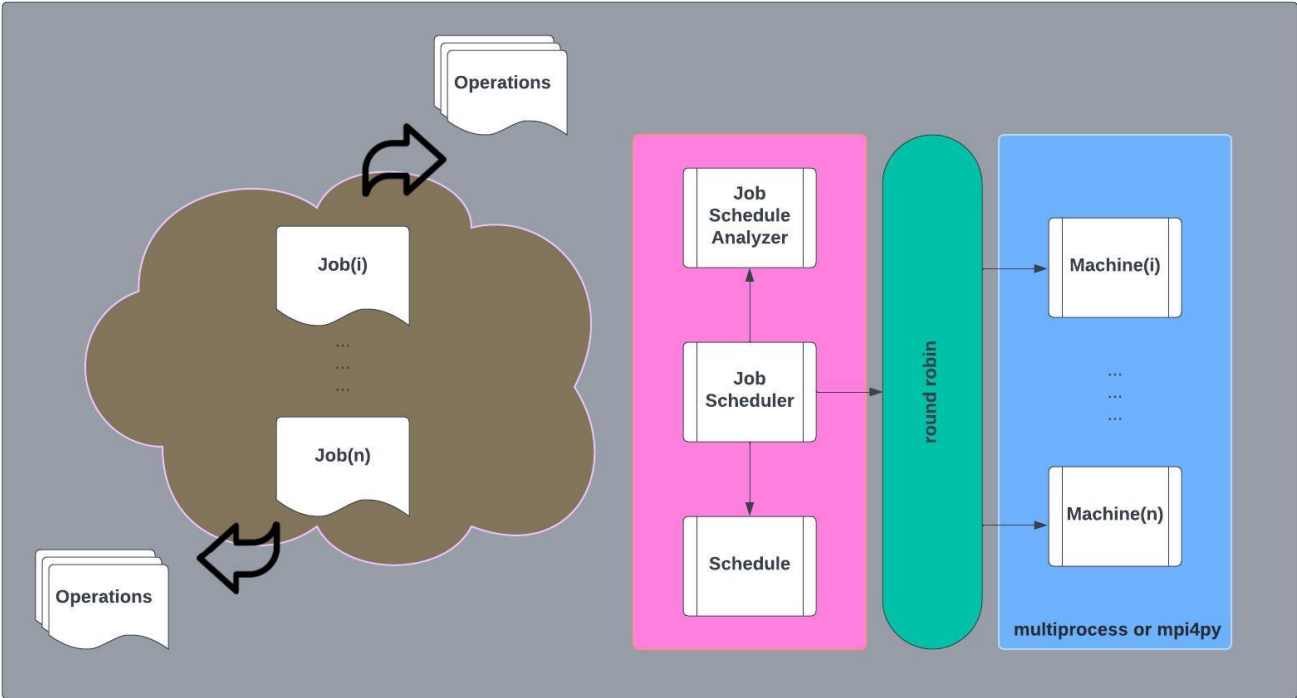 Operations
Job(i)
...
...
...
Job(n)
Operations
Job
Schedule
Analyzer
Job
Scheduler
Schedule
round robin
Machine(i)
...
...
...
Machine(n)
multiprocess or mpi4py